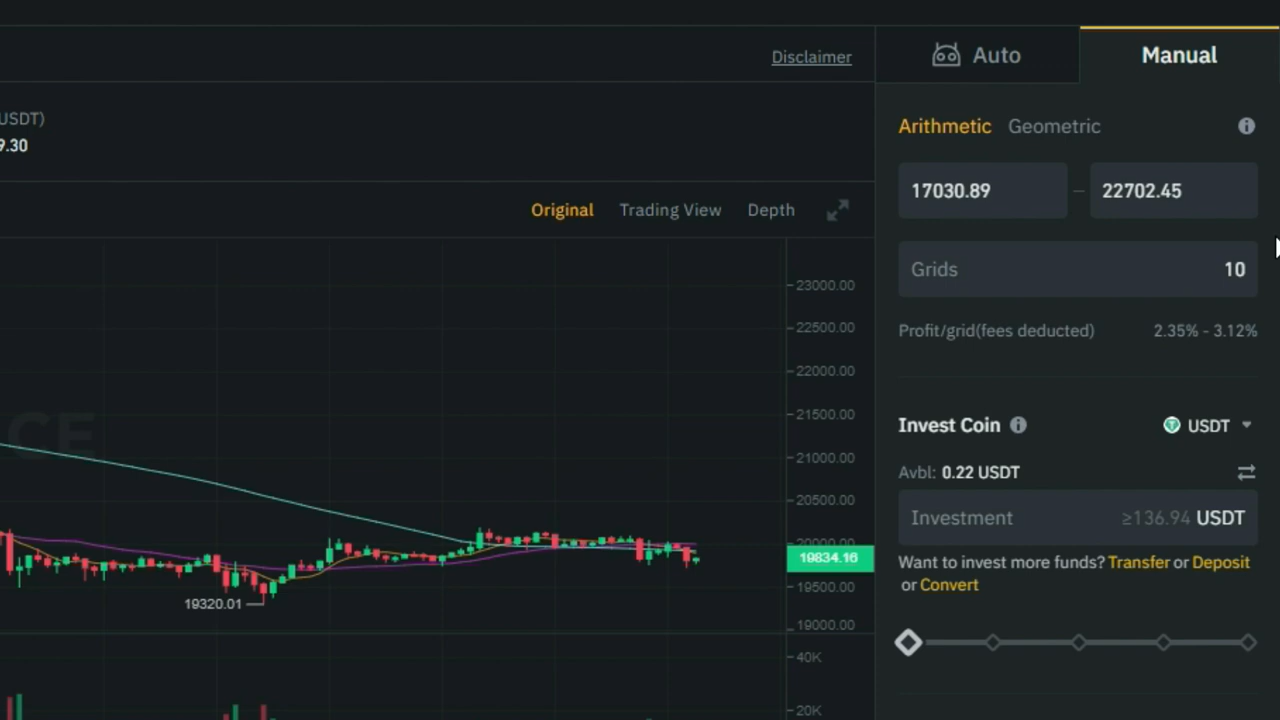 Disclaimer
Auto
Manual
USDT)
9.30
Arithmetic Geometric
17030.89 – 22702.45
Original Trading View Depth
Grids 10
Profit/grid(fees deducted) 2.35% - 3.12%
23000.00
22500.00
22000.00
21500.00
21000.00
20500.00
20000.00
19834.16
19500.00
19000.00
19320.01
40K
20K
CE
Invest Coin USDT
Avbl: 0.22 USDT
Investment ≥136.94 USDT
Want to invest more funds? Transfer or Deposit
or Convert